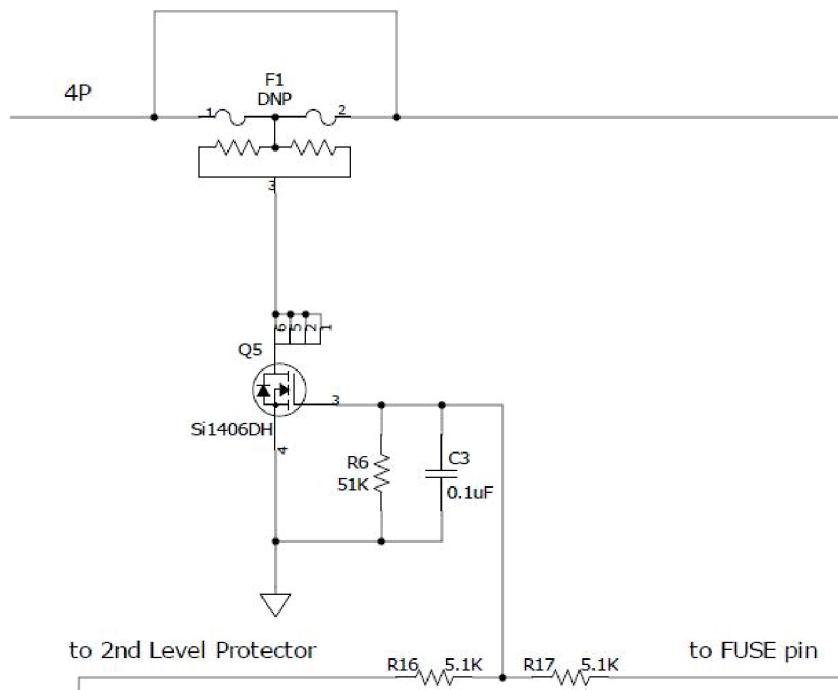 F1
DNP
4P
1
2
3
6
5
2
1
Q5
3
Si1406DH
4
R6
51K
C3
0.1uF
to 2nd Level Protector
R16
5.1K
R17
5.1K
to FUSE pin